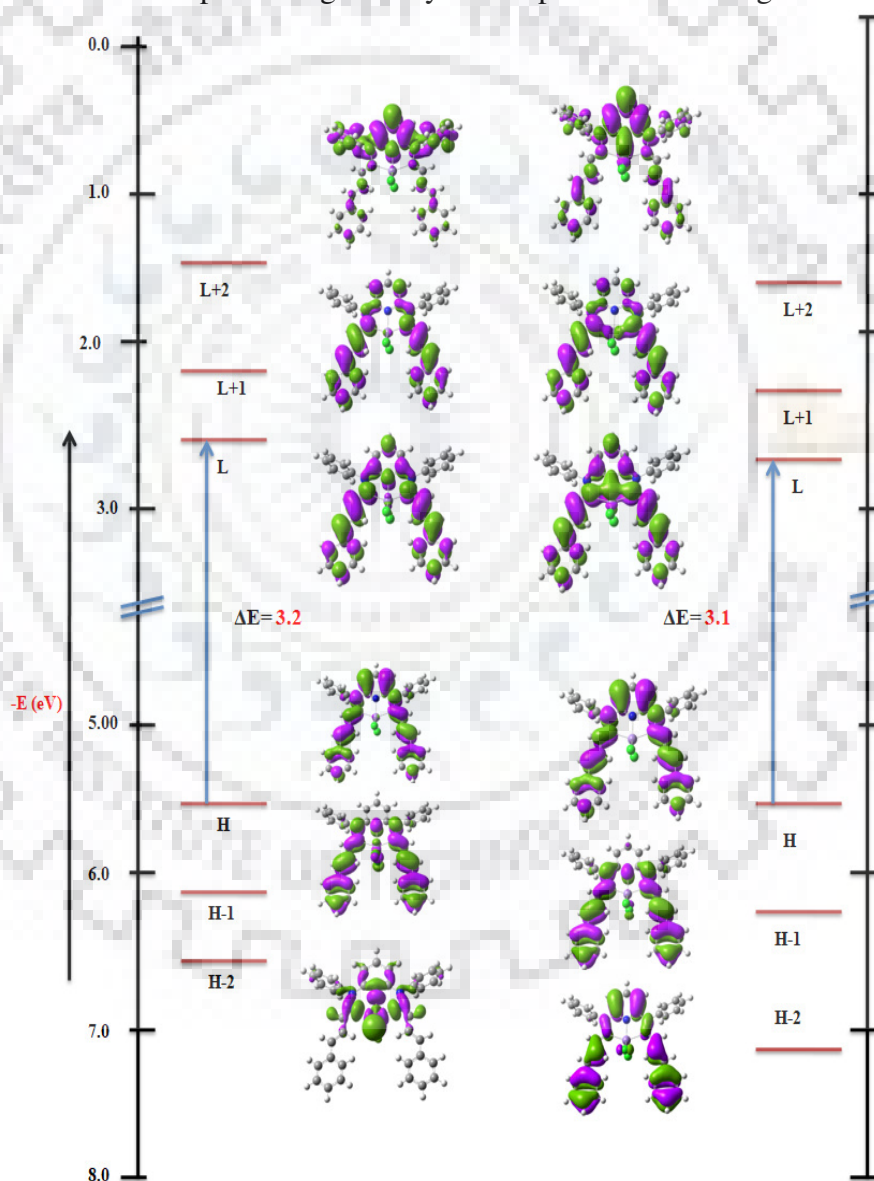 0.0
1.0
L+2
L+2
2.0
L+1
L+1
L
L
3.0
ΔE= 3.2
ΔE= 3.1
-E (eV)
5.00
H
H
6.0
H-1
H-1
H-2
H-2
7.0
8.0